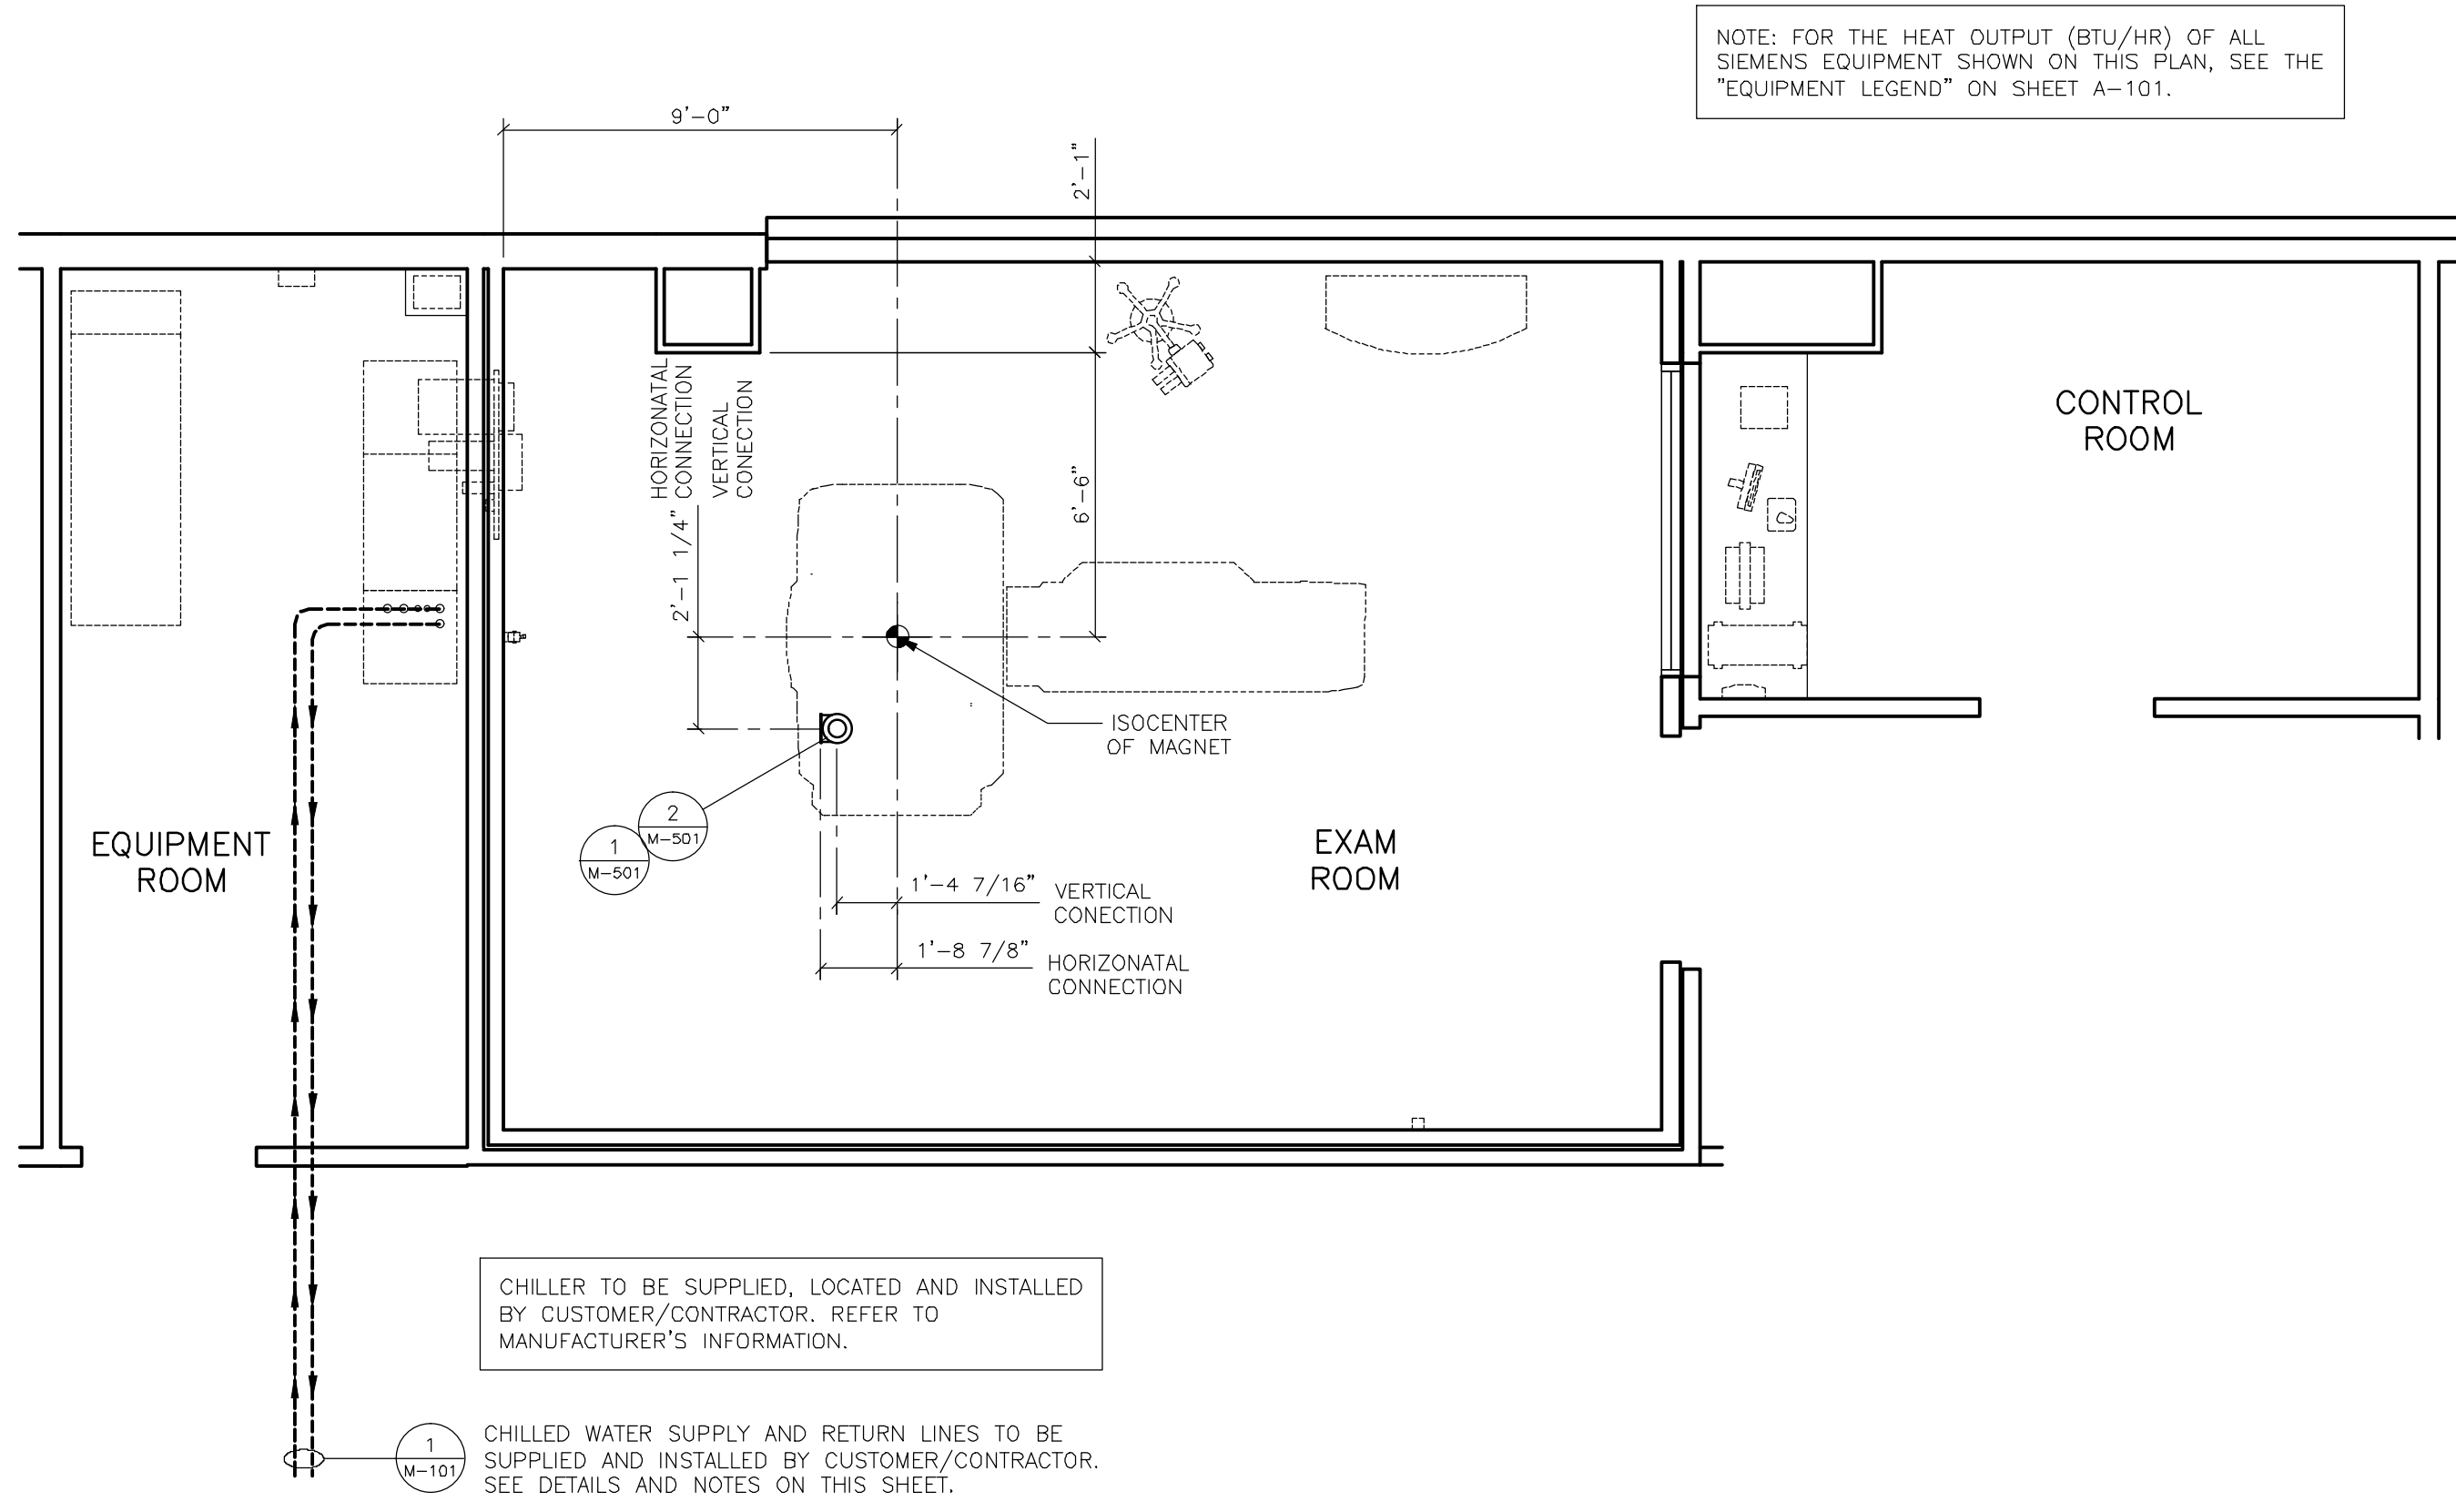 NOTE: FOR THE HEAT OUTPUT (BTU/HR) OF ALL
SIEMENS EQUIPMENT SHOWN ON THIS PLAN, SEE THE
"EQUIPMENT LEGEND" ON SHEET A-101.
9'-0"
2'-1"
HORIZONATAL
CONNECTION
VERTICAL
CONECTION
6'-6"
2'-1 1/4"
CONTROL
ROOM
ISOCENTER
OF MAGNET
2
M-501
1
M-501
EQUIPMENT
ROOM
EXAM
ROOM
1'-4 7/16"
VERTICAL
CONECTION
1'-8 7/8"
HORIZONATAL
CONNECTION
CHILLER TO BE SUPPLIED, LOCATED AND INSTALLED
BY CUSTOMER/CONTRACTOR. REFER TO
MANUFACTURER'S INFORMATION.
1
M-101
CHILLED WATER SUPPLY AND RETURN LINES TO BE
SUPPLIED AND INSTALLED BY CUSTOMER/CONTRACTOR.
SEE DETAILS AND NOTES ON THIS SHEET.